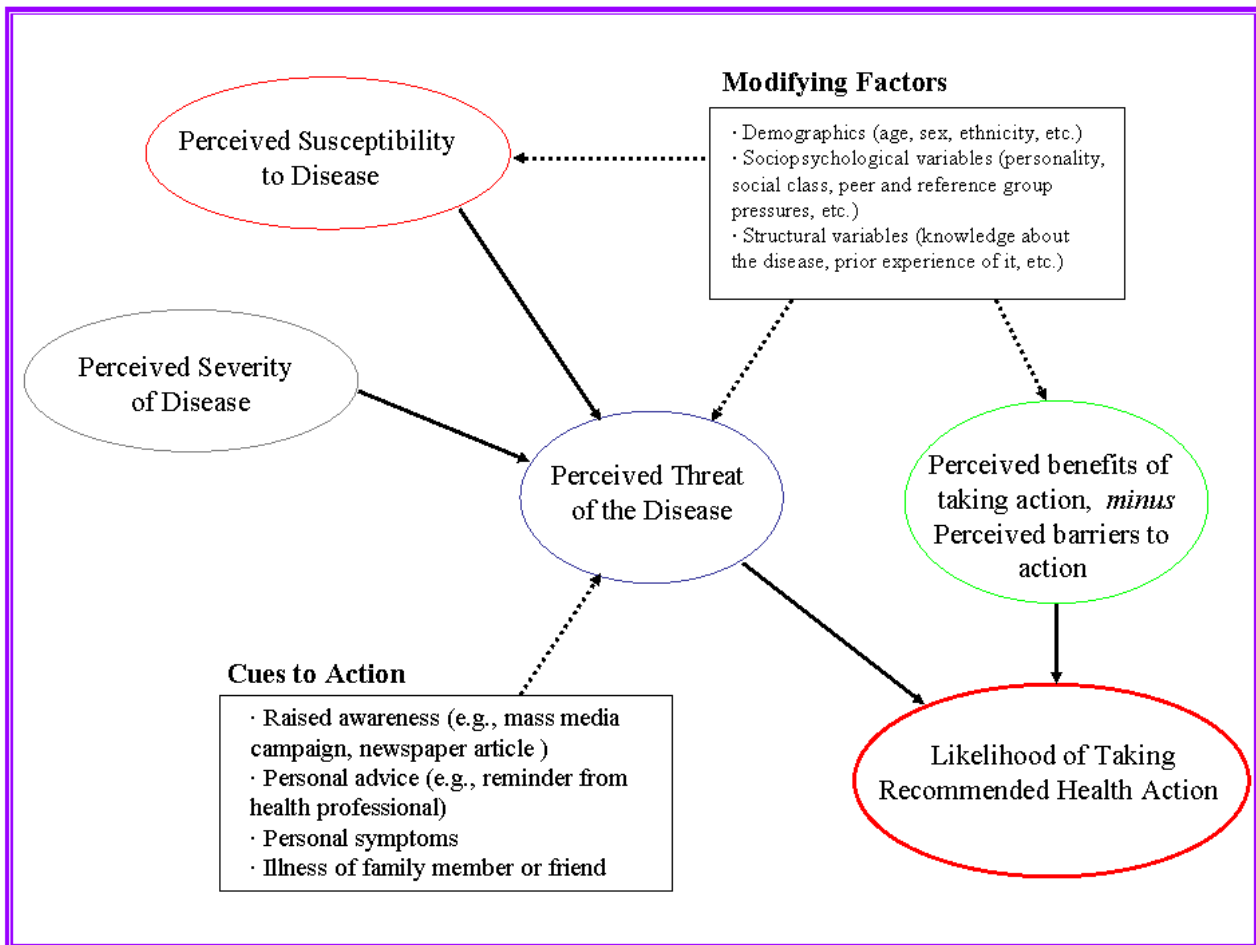 Modifying Factors
· Demographics (age, sex, ethnicity, etc.)
· Sociopsychological variables (personality,
social class, peer and reference group
pressures, etc.)
· Structural variables (knowledge about
the disease, prior experience of it, etc.)
Perceived Susceptibility
to Disease
Perceived Severity
of Disease
Perceived Threat
of the Disease
Perceived benefits of
taking action, minus
Perceived barriers to
action
Cues to Action
· Raised awareness (e.g., mass media
campaign, newspaper article )
· Personal advice (e.g., reminder from
health professional)
· Personal symptoms
· Illness of family member or friend
Likelihood of Taking
Recommended Health Action